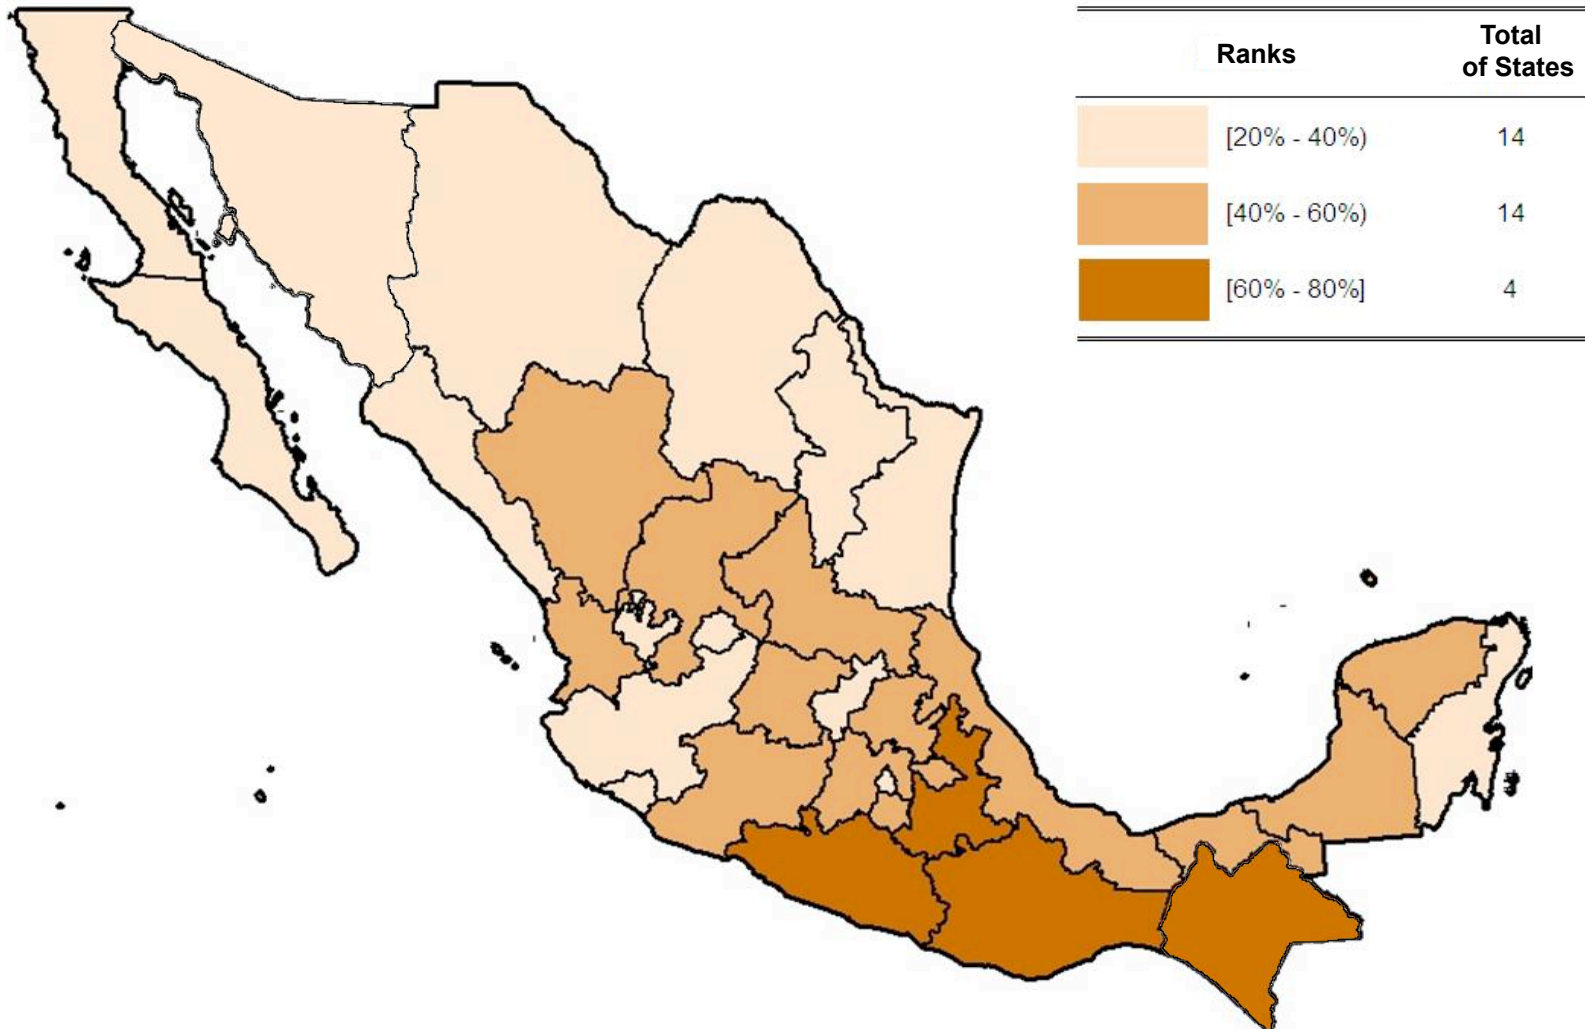 Ranks Total of States
[20% - 40%) 14
[40% - 60%) 14
[60% - 80%] 4